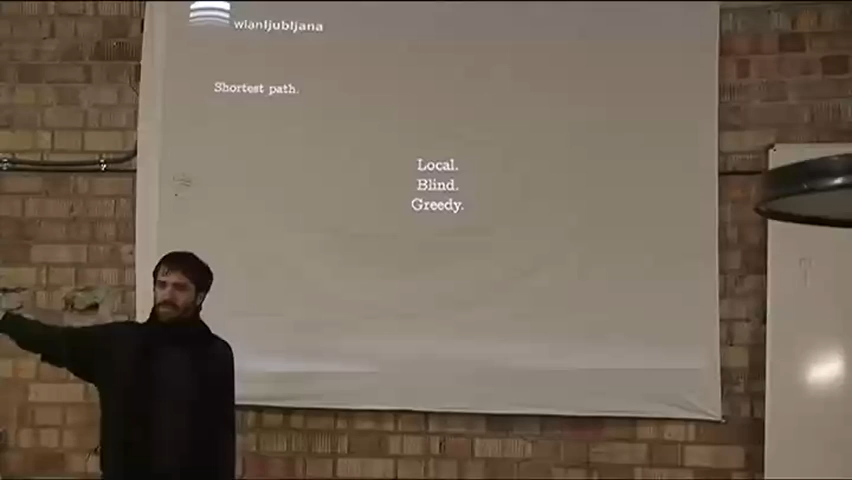 wlanljubljana
Shortest path.
Local.
Blind.
Greedy.